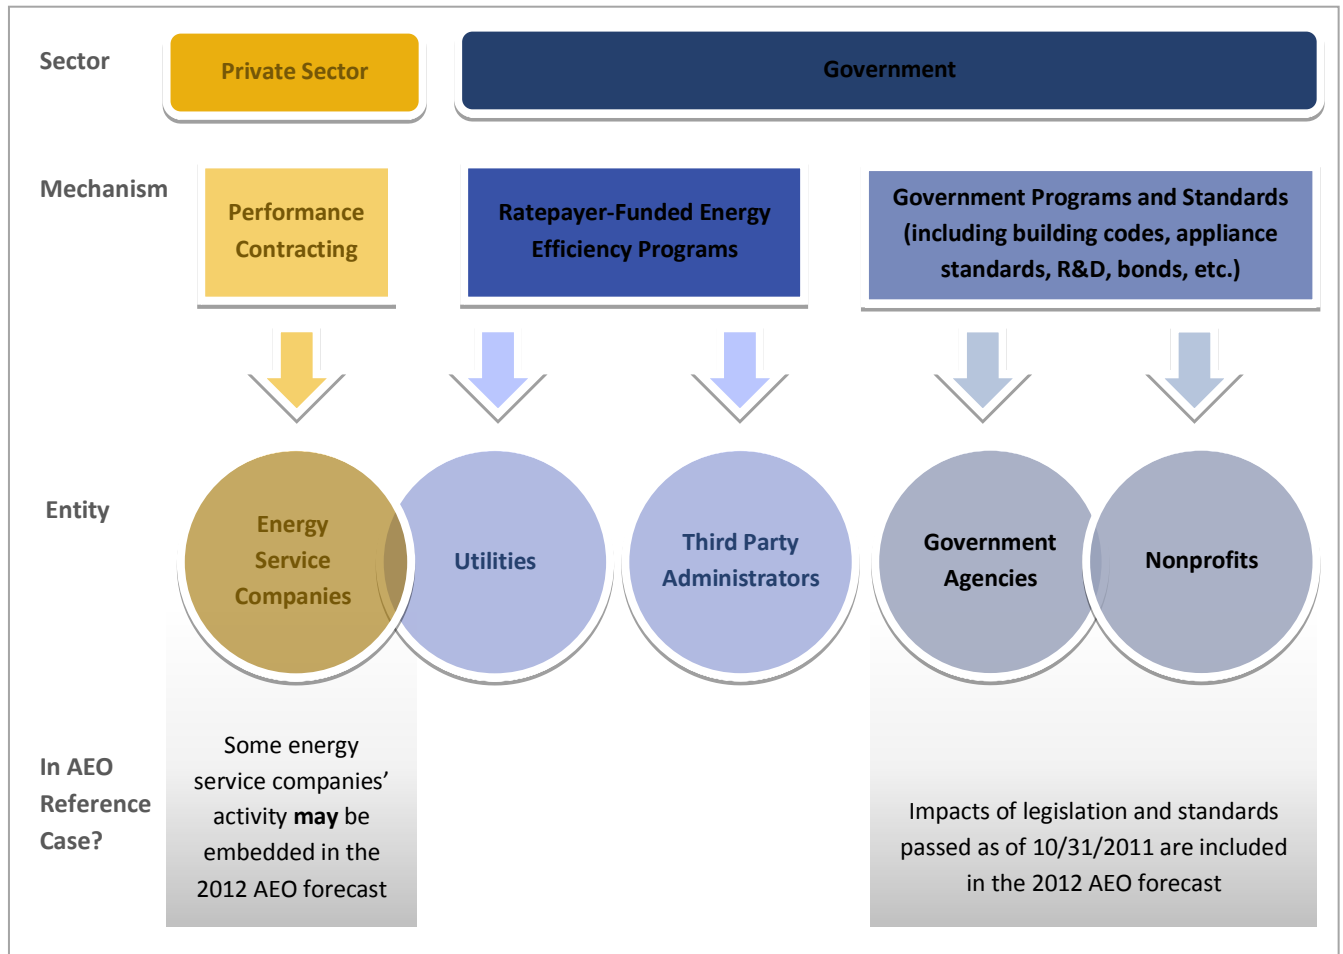 Sector
Private Sector
Government
Mechanism
Performance
Contracting
Ratepayer-Funded Energy
Efficiency Programs
Government Programs and Standards
(including building codes, appliance
standards, R&D, bonds, etc.)
Entity
Energy
Service
Companies
Utilities
Third Party
Administrators
Government
Agencies
Nonprofits
In AEO
Reference
Case?
Some energy
service companies’
activity may be
embedded in the
2012 AEO forecast
Impacts of legislation and standards
passed as of 10/31/2011 are included
in the 2012 AEO forecast